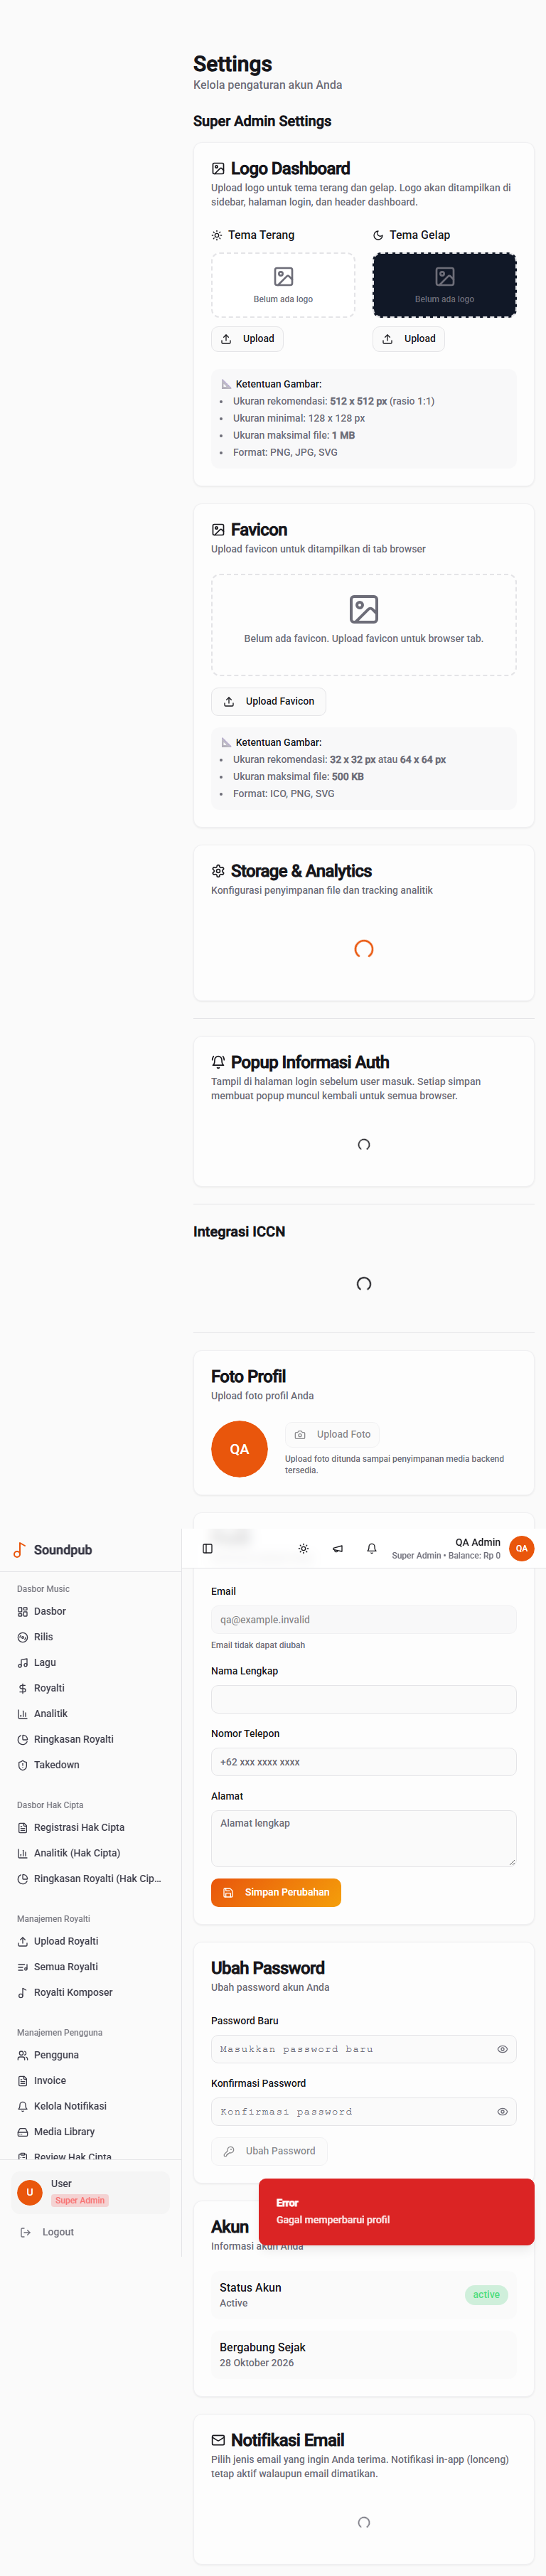 Settings
Kelola pengaturan akun Anda
Super Admin Settings
Logo Dashboard
Upload logo untuk tema terang dan gelap. Logo akan ditampilkan di
sidebar, halaman login, dan header dashboard.
Tema Terang
Tema Gelap
Belum ada logo
Belum ada logo
Upload
Upload
📐 Ketentuan Gambar:
• Ukuran rekomendasi: 512 x 512 px (rasio 1:1)
• Ukuran minimal: 128 x 128 px
• Ukuran maksimal file: 1 MB
• Format: PNG, JPG, SVG
Favicon
Upload favicon untuk ditampilkan di tab browser
Belum ada favicon. Upload favicon untuk browser tab.
Upload Favicon
📐 Ketentuan Gambar:
• Ukuran rekomendasi: 32 x 32 px atau 64 x 64 px
• Ukuran maksimal file: 500 KB
• Format: ICO, PNG, SVG
Storage & Analytics
Konfigurasi penyimpanan file dan tracking analitik
Popup Informasi Auth
Tampil di halaman login sebelum user masuk. Setiap simpan
membuat popup muncul kembali untuk semua browser.
Integrasi ICCN
Foto Profil
Upload foto profil Anda
QA
Upload Foto
Upload foto ditunda sampai penyimpanan media backend
tersedia.
Soundpub
QA Admin
Super Admin • Balance: Rp 0
QA
Dasbor Music
Dasbor
Rilis
Lagu
Royalti
Analitik
Ringkasan Royalti
Takedown
Dasbor Hak Cipta
Registrasi Hak Cipta
Analitik (Hak Cipta)
Ringkasan Royalti (Hak Cip...
Manajemen Royalti
Upload Royalti
Semua Royalti
Royalti Komposer
Manajemen Pengguna
Pengguna
Invoice
Kelola Notifikasi
Media Library
Review Hak Cipta
U
User
Super Admin
Logout
Email
qa@example.invalid
Email tidak dapat diubah
Nama Lengkap
Nomor Telepon
+62 xxx xxxx xxxx
Alamat
Alamat lengkap
Simpan Perubahan
Ubah Password
Ubah password akun Anda
Password Baru
Masukkan password baru
Konfirmasi Password
Konfirmasi password
Ubah Password
Error
Gagal memperbarui profil
Akun
Informasi akun Anda
Status Akun
Active
active
Bergabung Sejak
28 Oktober 2026
Notifikasi Email
Pilih jenis email yang ingin Anda terima. Notifikasi in-app (lonceng)
tetap aktif walaupun email dimatikan.